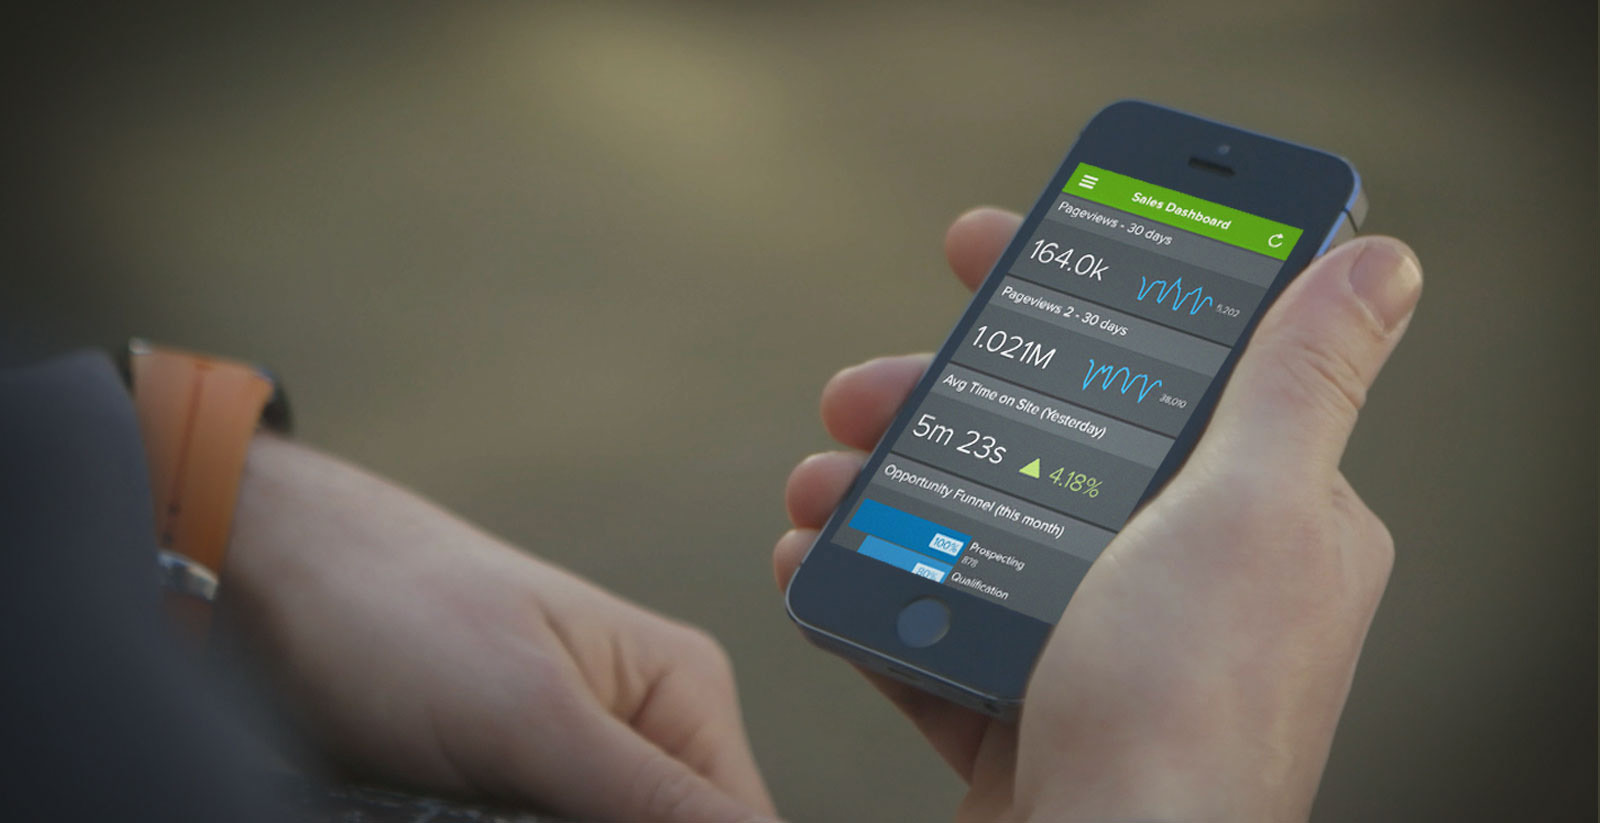 Sales Dashboard
Pageviews - 30 days
164.0k
5,202
Pageviews 2 - 30 days
1.021M
38,010
Avg Time on Site (Yesterday)
5m 23s
▲ 4.18%
Opportunity Funnel (this month)
100%
Prospecting
878
80%
Qualification